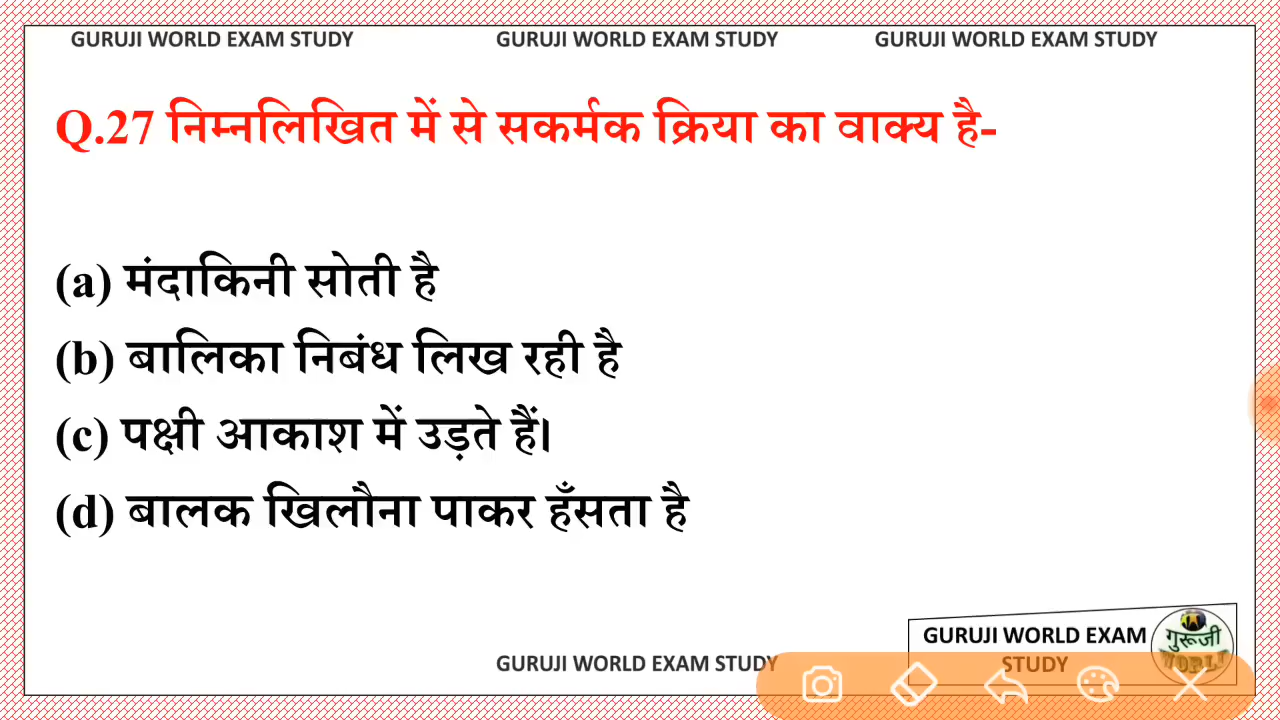 GURUJI WORLD EXAM STUDY GURUJI WORLD EXAM STUDY GURUJI WORLD EXAM STUDY
Q.27 निम्नलिखित में से सकर्मक क्रिया का वाक्य है-
(a) मंदाकिनी सोती है
(b) बालिका निबंध लिख रही है
(c) पक्षी आकाश में उड़ते हैं।
(d) बालक खिलौना पाकर हँसता है
GURUJI WORLD EXAM STUDY
गुरूजी
WORLD
GURUJI WORLD EXAM STUDY